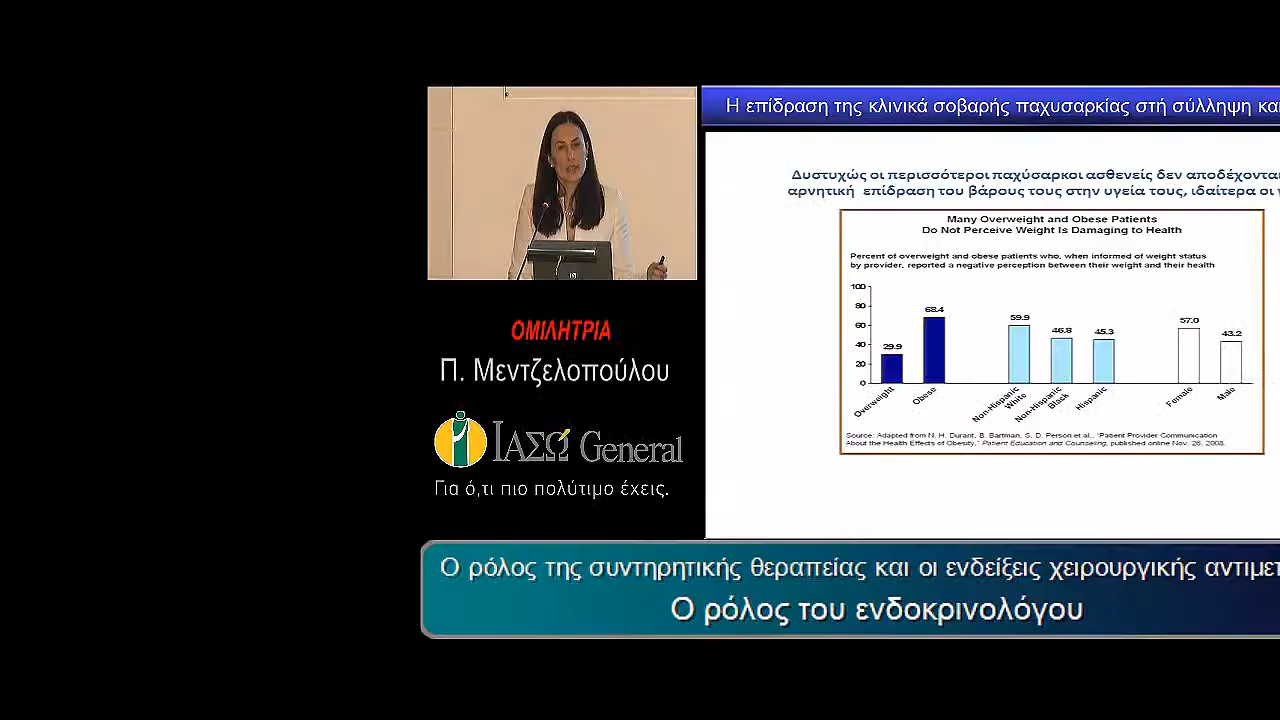 Η επίδραση της κλινικά σοβαρής παχυσαρκίας στή σύλληψη κα
Δυστυχώς οι περισσότεροι παχύσαρκοι ασθενείς δεν αποδέχονται
αρνητική επίδραση του βάρους τους στην υγεία τους, ιδαίτερα οι γ
Many Overweight and Obese Patients
Do Not Perceive Weight Is Damaging to Health
Percent of overweight and obese patients who, when informed of weight status
by provider, reported a negative perception between their weight and their health
100
80
60
40
20
0
29.9
68.4
59.9
46.8
45.3
57.0
43.2
Overweight
Obese
Non-Hispanic
White
Non-Hispanic
Black
Hispanic
Female
Male
Source: Adapted from N. H. Durant, B. Bartman, S. D. Person et al., "Patient Provider Communication
About the Health Effects of Obesity," Patient Education and Counseling, published online Nov. 26, 2008.
ΟΜΙΛΗΤΡΙΑ
Π. Μεντζελοπούλου
ΙΑΣΩ General
Για ό,τι πιο πολύτιμο έχεις.
Ο ρόλος της συντηρητικής θεραπείας και οι ενδείξεις χειρουργικής αντιμετ
Ο ρόλος του ενδοκρινολόγου